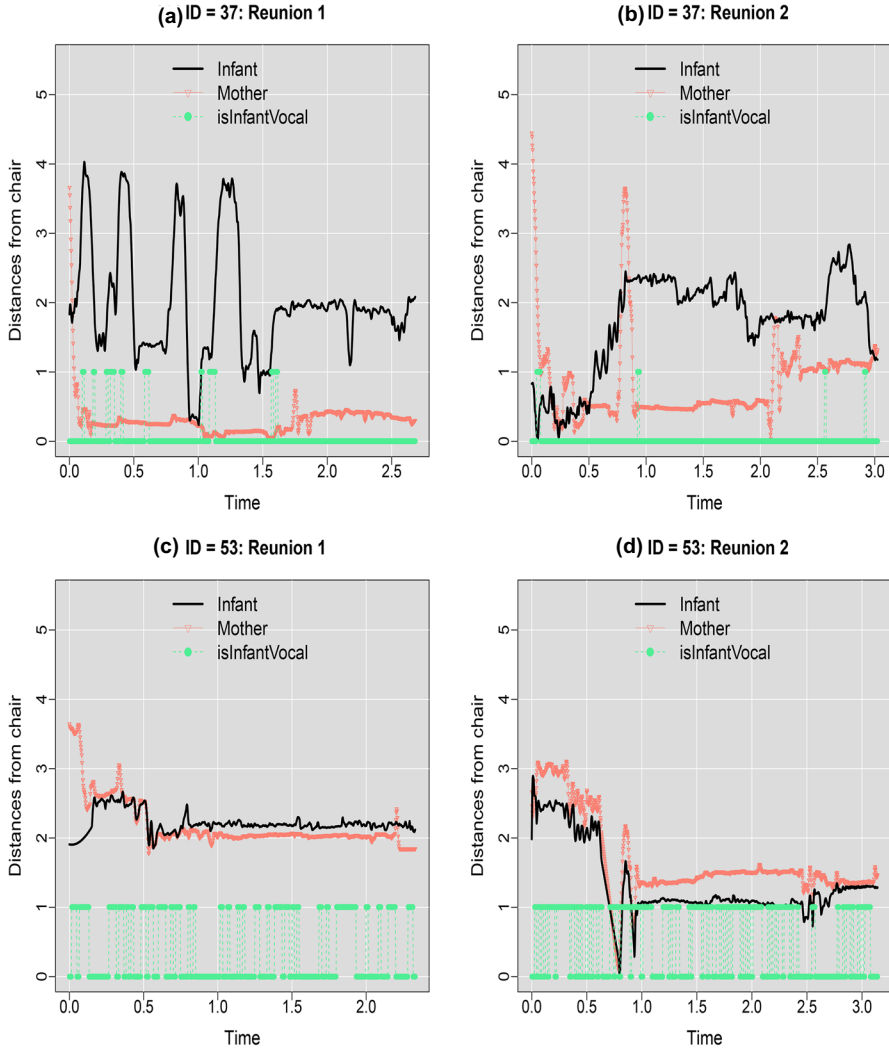 (a) ID = 37: Reunion 1
Infant
Mother
isInfantVocal
Distances from chair
0 1 2 3 4 5
0.0 0.5 1.0 1.5 2.0 2.5
Time
(b) ID = 37: Reunion 2
Infant
Mother
isInfantVocal
Distances from chair
0 1 2 3 4 5
0.0 0.5 1.0 1.5 2.0 2.5 3.0
Time
(c) ID = 53: Reunion 1
Infant
Mother
isInfantVocal
Distances from chair
0 1 2 3 4 5
0.0 0.5 1.0 1.5 2.0
Time
(d) ID = 53: Reunion 2
Infant
Mother
isInfantVocal
Distances from chair
0 1 2 3 4 5
0.0 0.5 1.0 1.5 2.0 2.5 3.0
Time